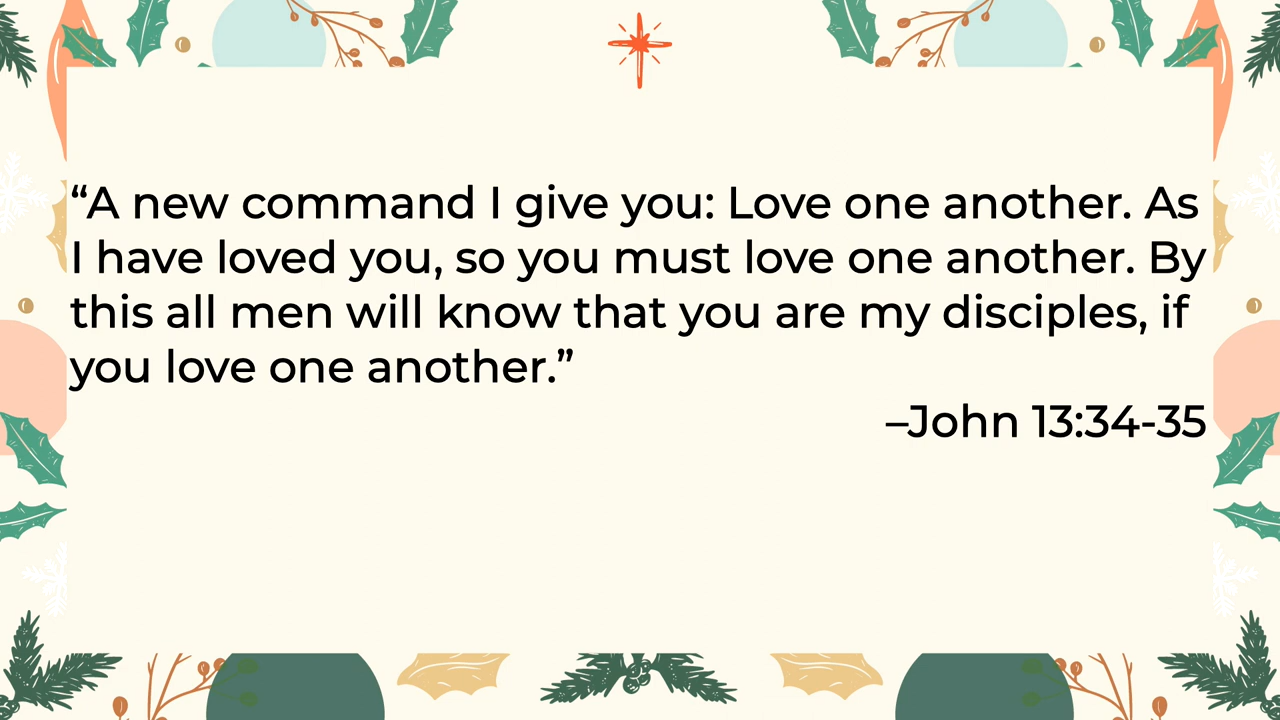 “A new command I give you: Love one another. As
I have loved you, so you must love one another. By
this all men will know that you are my disciples, if
you love one another.”
–John 13:34-35